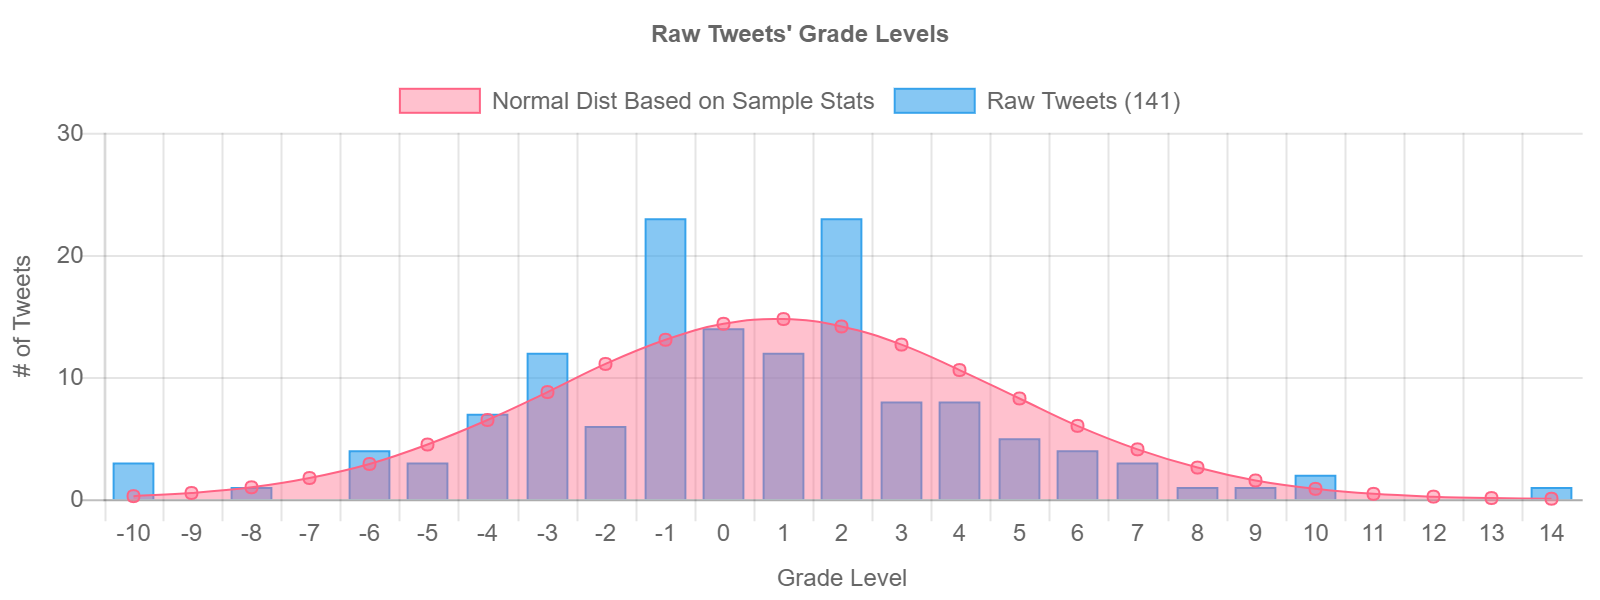 Raw Tweets' Grade Levels
Normal Dist Based on Sample Stats Raw Tweets (141)
30
20
10
0
# of Tweets
-10 -9 -8 -7 -6 -5 -4 -3 -2 -1 0 1 2 3 4 5 6 7 8 9 10 11 12 13 14
Grade Level